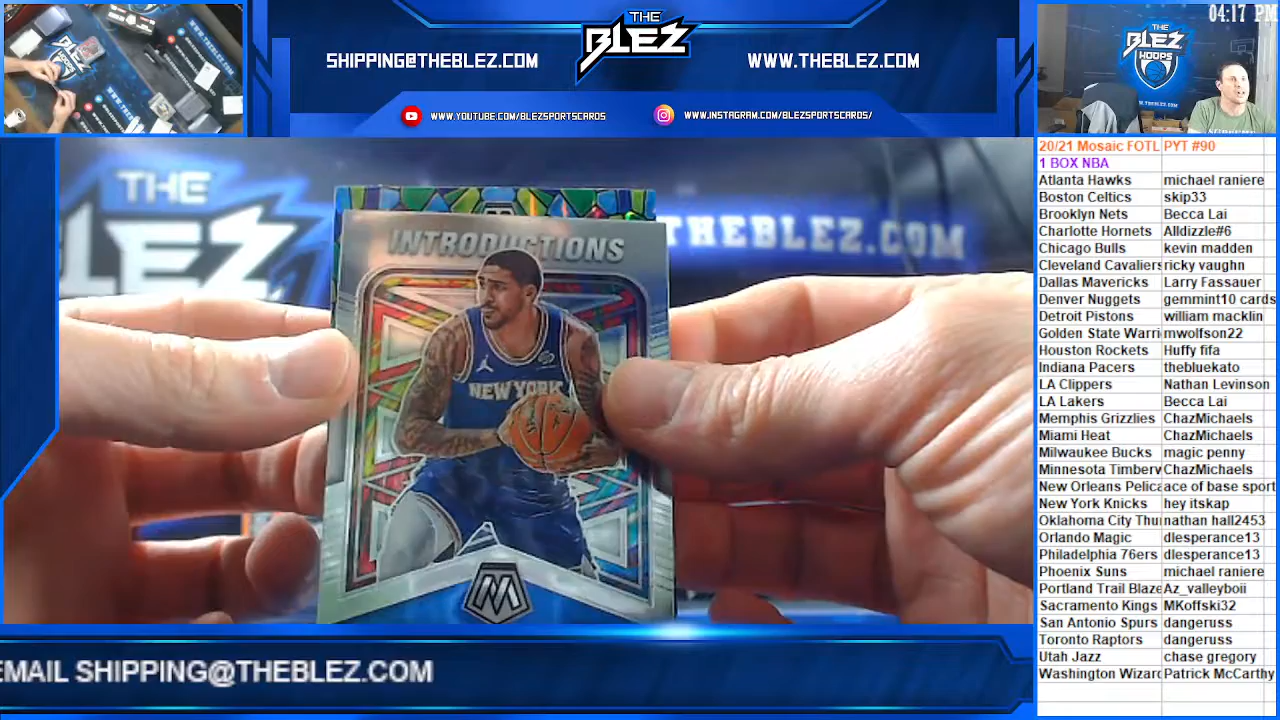 04:17 PM
THE
BLEZ
SHIPPING@THEBLEZ.COM
WWW.THEBLEZ.COM
WWW.YOUTUBE.COM/BLEZSPORTSCARDS
WWW.INSTAGRAM.COM/BLEZSPORTSCARDS/
THE
BLEZ
HOOPS
WWW.THEBLEZ.COM
THE
LEZ
THEBLEZ.COM
INTRODUCTIONS
NEW YORK
M
20/21 Mosaic FOTL PYT #90
1 BOX NBA
Atlanta Hawks michael raniere
Boston Celtics skip33
Brooklyn Nets Becca Lai
Charlotte Hornets Alldizzle#6
Chicago Bulls kevin madden
Cleveland Cavaliers ricky vaughn
Dallas Mavericks Larry Fassauer
Denver Nuggets gemmint10 cards
Detroit Pistons william macklin
Golden State Warri mwolfson22
Houston Rockets Huffy fifa
Indiana Pacers thebluekato
LA Clippers Nathan Levinson
LA Lakers Becca Lai
Memphis Grizzlies ChazMichaels
Miami Heat ChazMichaels
Milwaukee Bucks magic penny
Minnesota Timberw ChazMichaels
New Orleans Pelica ace of base sport
New York Knicks hey itskap
Oklahoma City Thu nathan hall2453
Orlando Magic dlesperance13
Philadelphia 76ers dlesperance13
Phoenix Suns michael raniere
Portland Trail Blaze Az_valleyboii
Sacramento Kings MKoffski32
San Antonio Spurs dangeruss
Toronto Raptors dangeruss
Utah Jazz chase gregory
Washington Wizard Patrick McCarthy
EMAIL SHIPPING@THEBLEZ.COM